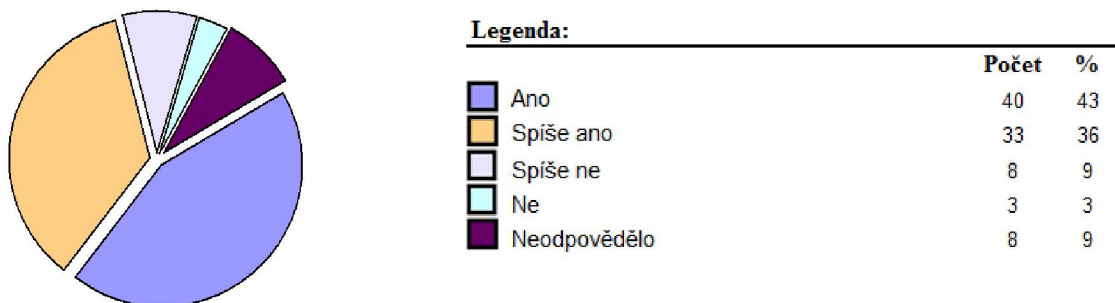 Legenda:
Počet %
Ano 40 43
Spíše ano 33 36
Spíše ne 8 9
Ne 3 3
Neodpovědělo 8 9